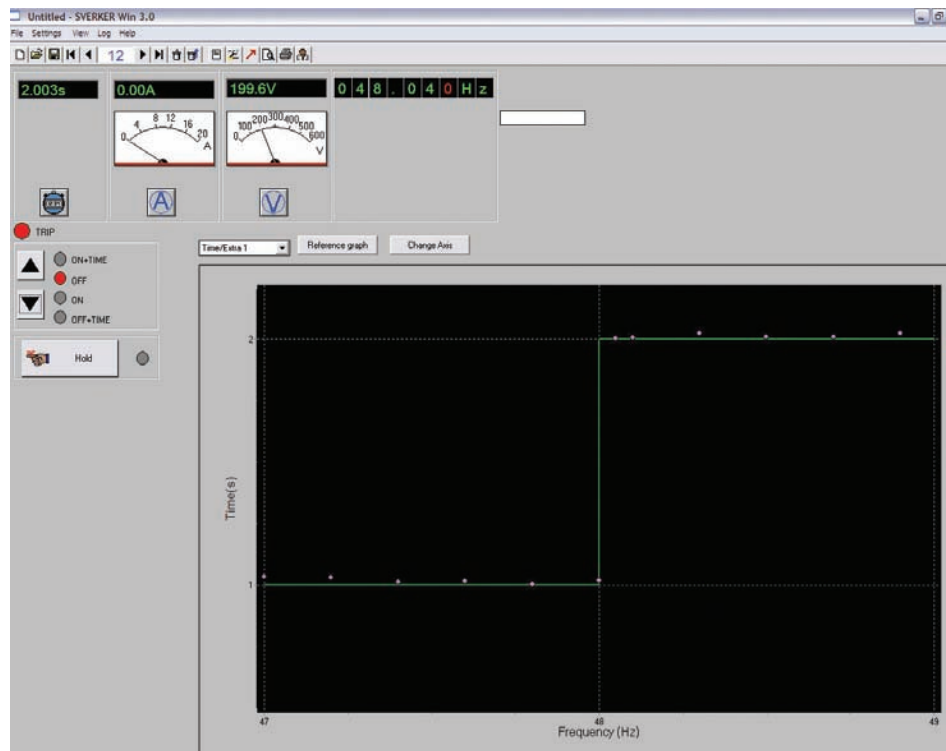 Untitled - SVERKER Win 3.0
File Settings View Log Help
12
2.003s 0.00A 199.6V 048.040Hz
0 4 8 12 16 20 A
0 100 200 300 400 500 600 V
A V
TRIP
ON+TIME
OFF
ON
OFF+TIME
Hold
Time/Extra 1 Reference graph Change Axis
2
Time(s)
1
47 48 49
Frequency (Hz)